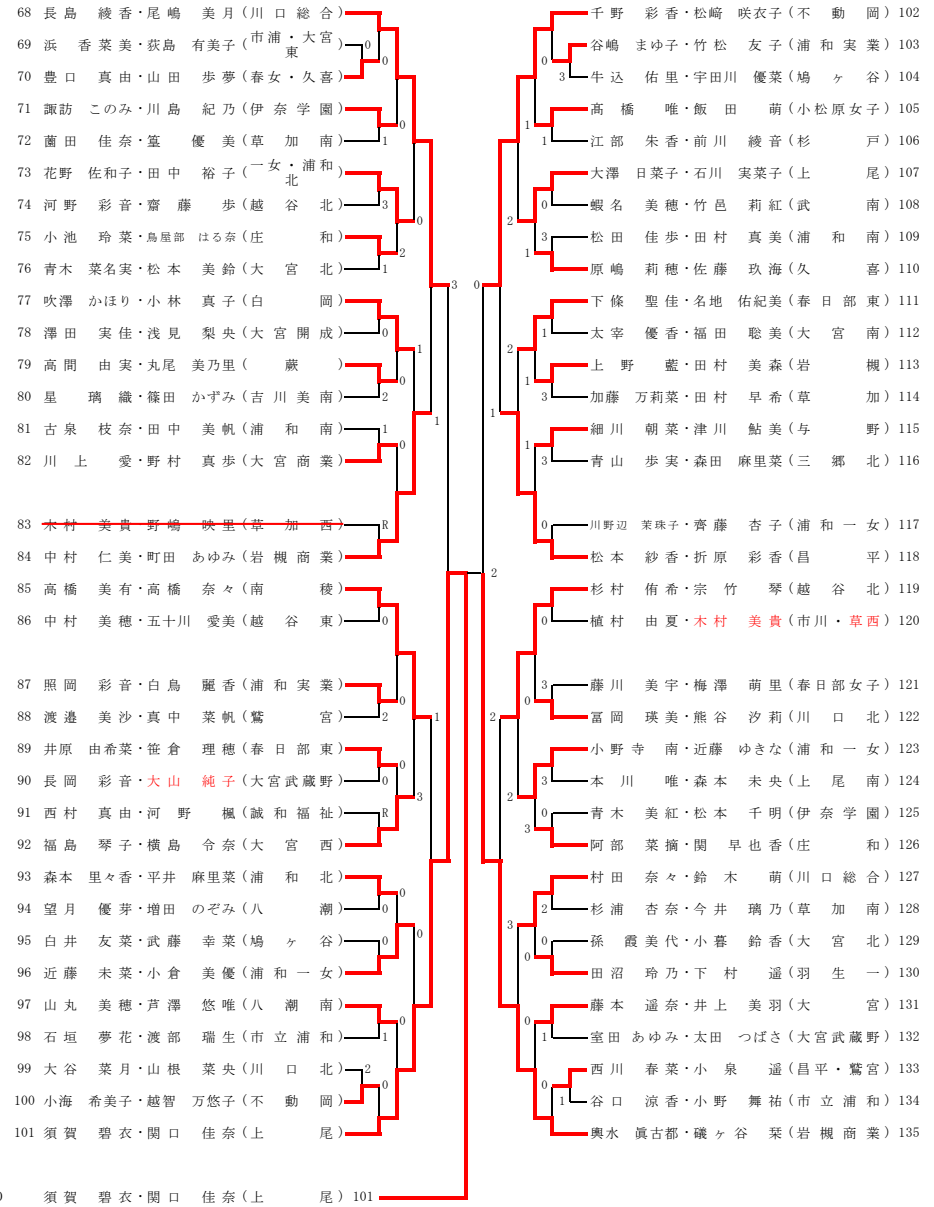 68 長島 綾香・尾嶋 美月(川口総合)
69 浜 香菜美・荻島 有美子(市浦・大宮東)
70 豊口 真由・山田 歩夢(春女・久喜)
71 諏訪 このみ・川島 紀乃(伊奈学園)
72 薗田 佳奈・篁 優美(草加南)
73 花野 佐和子・田中 裕子(一女・浦和北)
74 河野 彩音・齋藤 歩(越谷北)
75 小池 玲菜・鳥屋部 はる奈(庄和)
76 青木 菜名実・松本 美鈴(大宮北)
77 吹澤 かほり・小林 真子(白岡)
78 澤田 実佳・浅見 梨央(大宮開成)
79 高間 由実・丸尾 美乃里(蕨)
80 星 璃織・篠田 かずみ(吉川美南)
81 古泉 枝奈・田中 美帆(浦和南)
82 川上 愛・野村 真歩(大宮商業)
83 木村 美貴 野嶋 映里(草加西)
84 中村 仁美・町田 あゆみ(岩槻商業)
85 高橋 美有・高橋 奈々(南稜)
86 中村 美穂・五十川 愛美(越谷東)
87 照岡 彩音・白鳥 麗香(浦和実業)
88 渡邉 美沙・真中 菜帆(鷲宮)
89 井原 由希菜・笹倉 理穂(春日部東)
90 長岡 彩音・大山 純子(大宮武蔵野)
91 西村 真由・河野 楓(誠和福祉)
92 福島 琴子・横島 令奈(大宮西)
93 森本 里々香・平井 麻里菜(浦和北)
94 望月 優芽・増田 のぞみ(八潮)
95 白井 友菜・武藤 幸菜(鳩ヶ谷)
96 近藤 未菜・小倉 美優(浦和一女)
97 山丸 美穂・芦澤 悠唯(八潮南)
98 石垣 夢花・渡部 瑞生(市立浦和)
99 大谷 菜月・山根 菜央(川口北)
100 小海 希美子・越智 万悠子(不動岡)
101 須賀 碧衣・関口 佳奈(上尾)
須賀 碧衣・関口 佳奈(上尾)101
千野 彩香・松﨑 咲衣子(不動岡)102
谷嶋 まゆ子・竹松 友子(浦和実業)103
牛込 佑里・宇田川 優菜(鳩ヶ谷)104
髙橋 唯・飯田 萌(小松原女子)105
江部 朱香・前川 綾音(杉戸)106
大澤 日菜子・石川 実菜子(上尾)107
蝦名 美穂・竹邑 莉紅(武南)108
松田 佳歩・田村 真美(浦和南)109
原嶋 莉穂・佐藤 玖海(久喜)110
下條 聖佳・名地 佑紀美(春日部東)111
太宰 優香・福田 聡美(大宮南)112
上野 藍・田村 美森(岩槻)113
加藤 万莉菜・田村 早希(草加)114
細川 朝菜・津川 鮎美(与野)115
青山 歩実・森田 麻里菜(三郷北)116
川野辺 茉珠子・齊藤 杏子(浦和一女)117
松本 紗香・折原 彩香(昌平)118
杉村 侑希・宗竹 琴(越谷北)119
植村 由夏・木村 美貴(市川・草西)120
藤川 美宇・梅澤 萌里(春日部女子)121
冨岡 瑛美・熊谷 汐莉(川口北)122
小野寺 南・近藤 ゆきな(浦和一女)123
本川 唯・森本 未央(上尾南)124
青木 美紅・松本 千明(伊奈学園)125
阿部 菜摘・関 早也香(庄和)126
村田 奈々・鈴木 萌(川口総合)127
杉浦 杏奈・今井 璃乃(草加南)128
孫 霞美代・小暮 鈴香(大宮北)129
田沼 玲乃・下村 遥(羽生一)130
藤本 遥奈・井上 美羽(大宮)131
室田 あゆみ・太田 つばさ(大宮武蔵野)132
西川 春菜・小泉 遥(昌平・鷲宮)133
谷口 涼香・小野 舞祐(市立浦和)134
輿水 眞古都・磯ヶ谷 栞(岩槻商業)135